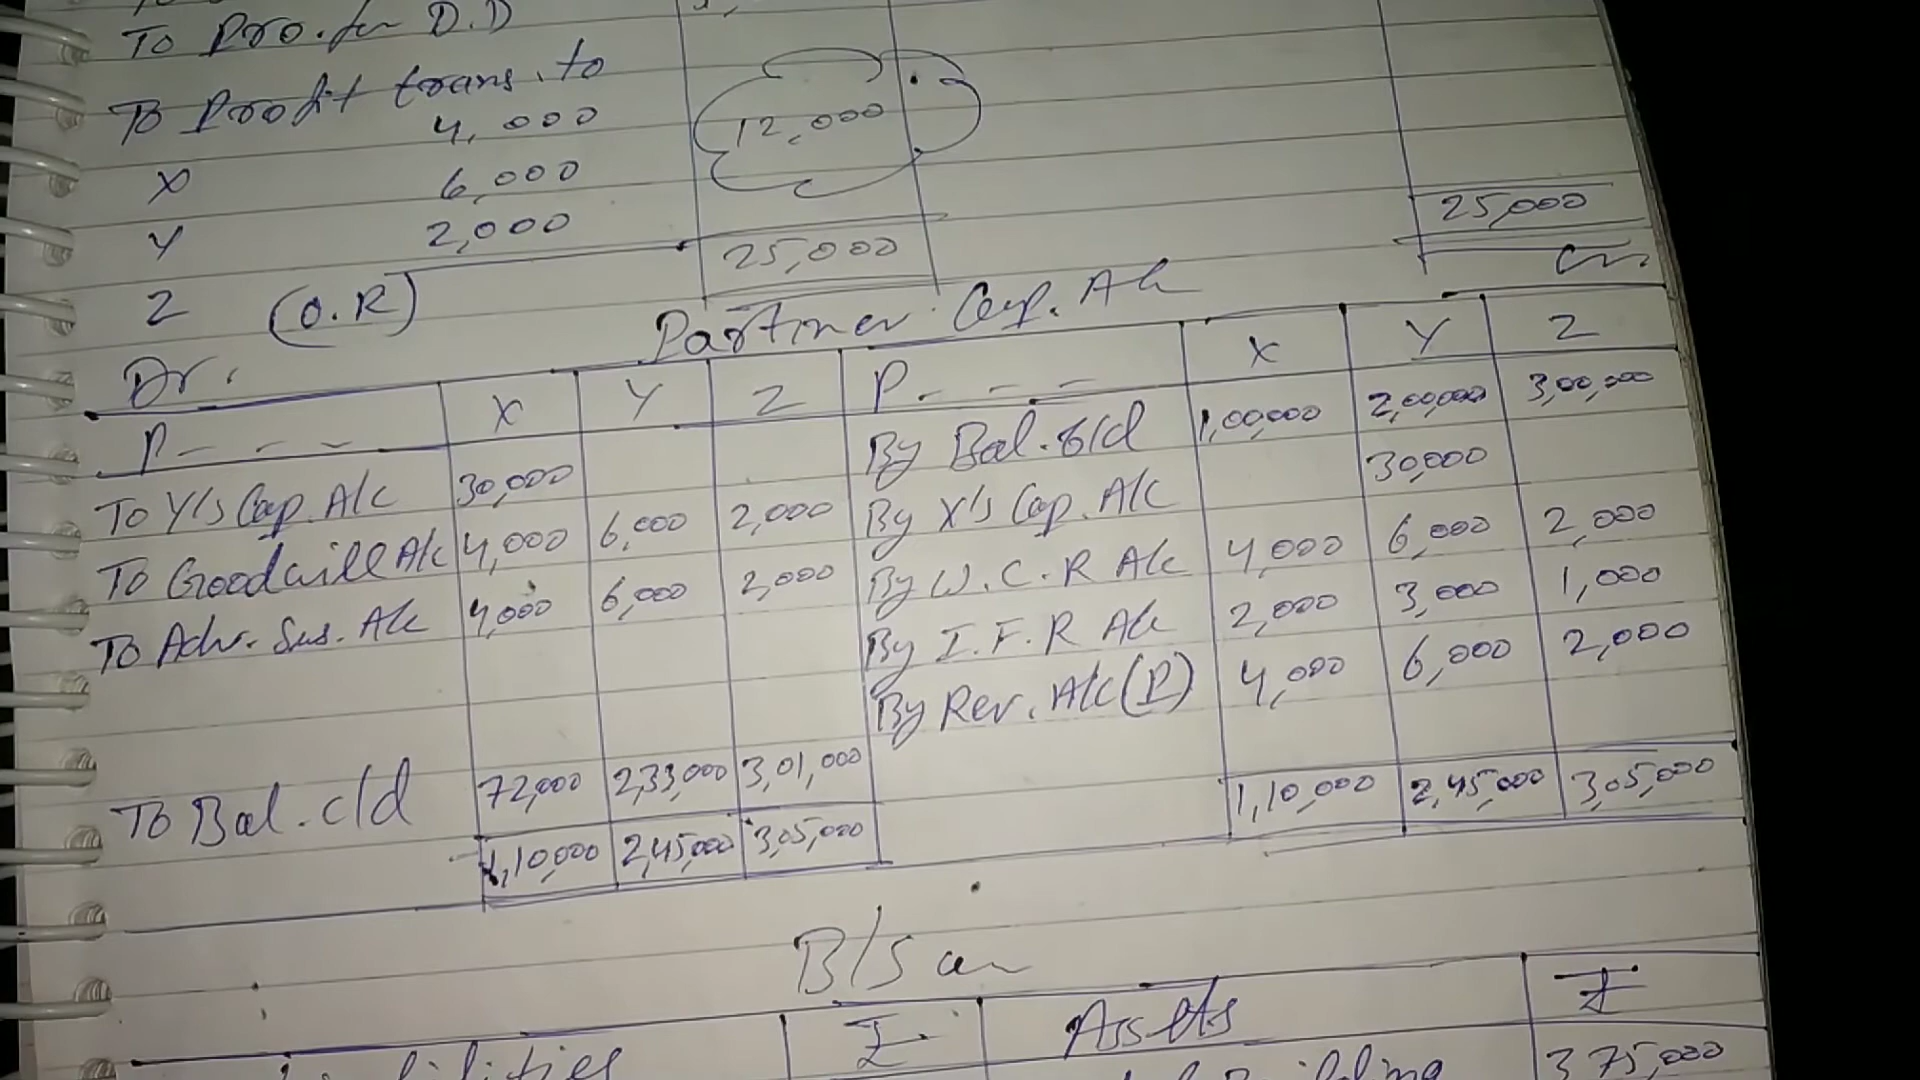 To Pro. for D.D
To Profit trans. to
X 4,000 12,000
Y 6,000
Z 2,000 25,000
(O.R) 25,000
Partner Cap. A/c
Dr. Cr.
P--- X Y Z P--- X Y Z
To Y's Cap. A/c 30,000 By Bal. b/d 1,00,000 2,00,000 3,00,000
To Goodwill A/c 4,000 6,000 2,000 By X's Cap. A/c 30,000
To Adv. Sus. A/c 4,000 6,000 2,000 By W.C.R A/c 4,000 6,000 2,000
By I.F.R A/c 2,000 3,000 1,000
By Rev. A/c (P) 4,000 6,000 2,000
To Bal. c/d 72,000 2,33,000 3,01,000
1,10,000 2,45,000 3,05,000 1,10,000 2,45,000 3,05,000
B/S
₹ Assets ₹
375,000